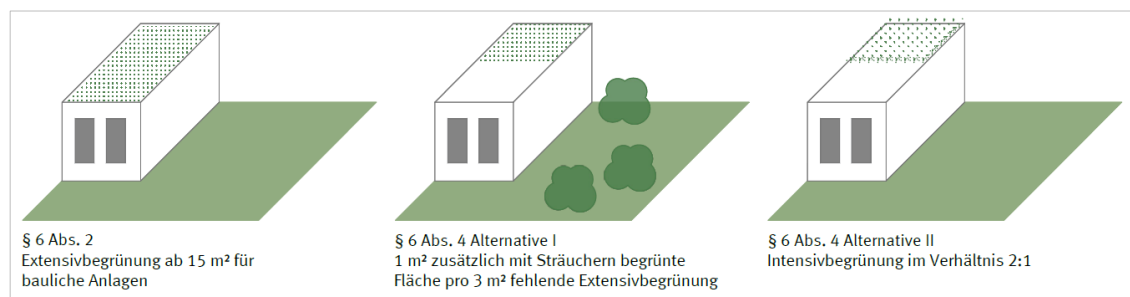 § 6 Abs. 2
Extensivbegrünung ab 15 m² für
bauliche Anlagen
§ 6 Abs. 4 Alternative I
1 m² zusätzlich mit Sträuchern begrünte
Fläche pro 3 m² fehlende Extensivbegrünung
§ 6 Abs. 4 Alternative II
Intensivbegrünung im Verhältnis 2:1